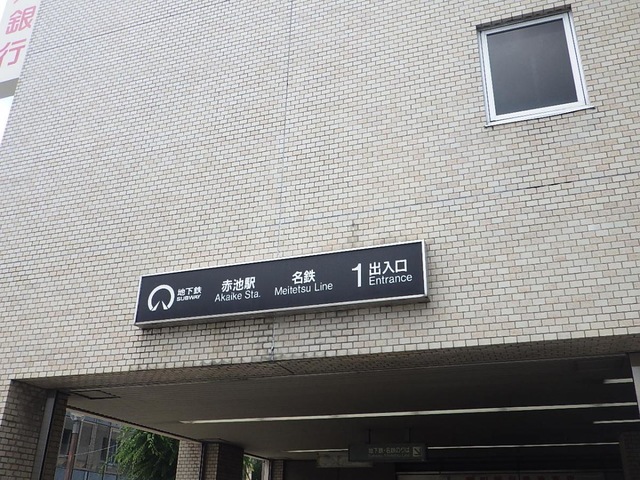 銀
行
地下鉄
SUBWAY
赤池駅
Akaike Sta.
名鉄
Meitetsu Line
1 出入口
Entrance